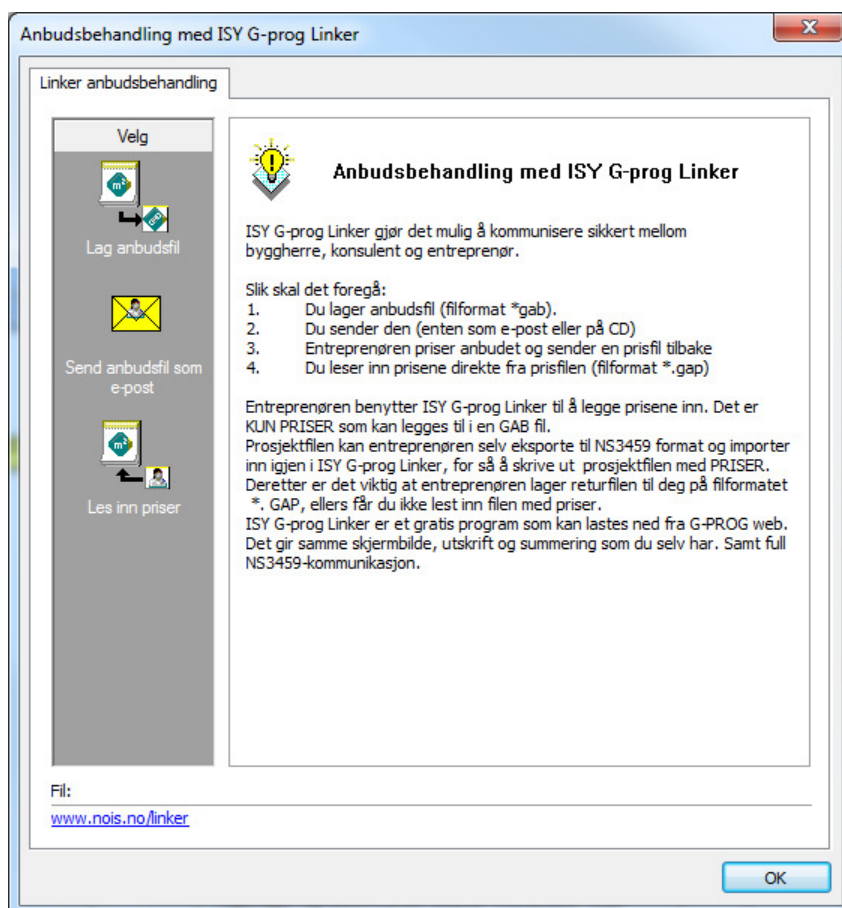 Anbudsbehandling med ISY G-prog Linker
Linker anbudsbehandling
Velg
Lag anbudsfil
Send anbudsfil som
e-post
Les inn priser
Anbudsbehandling med ISY G-prog Linker
ISY G-prog Linker gjør det mulig å kommunisere sikkert mellom
byggherre, konsulent og entreprenør.
Slik skal det foregå:
1. Du lager anbudsfil (filformat *gab).
2. Du sender den (enten som e-post eller på CD)
3. Entreprenøren priser anbudet og sender en prisfil tilbake
4. Du leser inn prisene direkte fra prisfilen (filformat *.gap)
Entreprenøren benytter ISY G-prog Linker til å legge prisene inn. Det er
KUN PRISER som kan legges til i en GAB fil.
Prosjektfilen kan entreprenøren selv eksporte til NS3459 format og importer
inn igjen i ISY G-prog Linker, for så å skrive ut prosjektfilen med PRISER.
Deretter er det viktig at entreprenøren lager returfilen til deg på filformatet
*. GAP, ellers får du ikke lest inn filen med priser.
ISY G-prog Linker er et gratis program som kan lastes ned fra G-PROG web.
Det gir samme skjermbilde, utskrift og summering som du selv har. Samt full
NS3459-kommunikasjon.
Fil:
www.nois.no/linker
OK